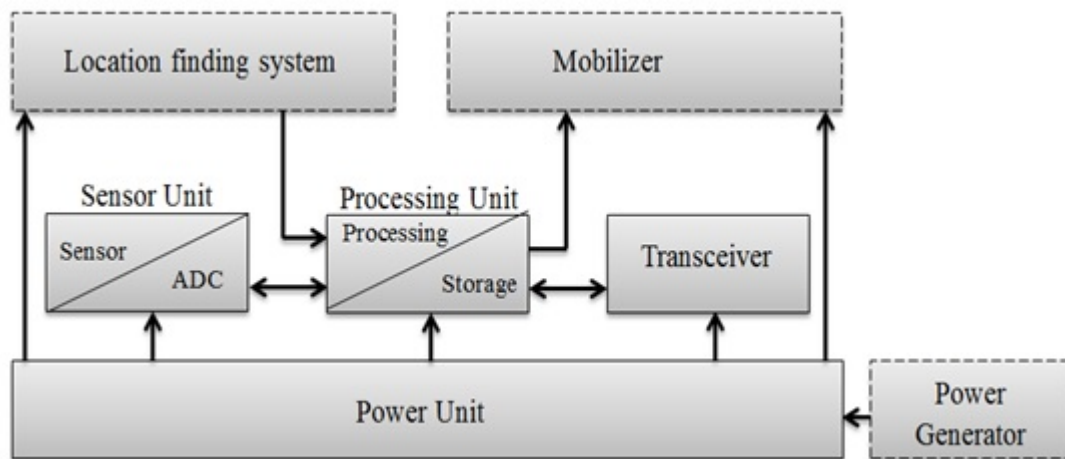 Location finding system
Mobilizer
Sensor Unit
Processing Unit
Sensor
ADC
Processing
Storage
Transceiver
Power Unit
Power
Generator